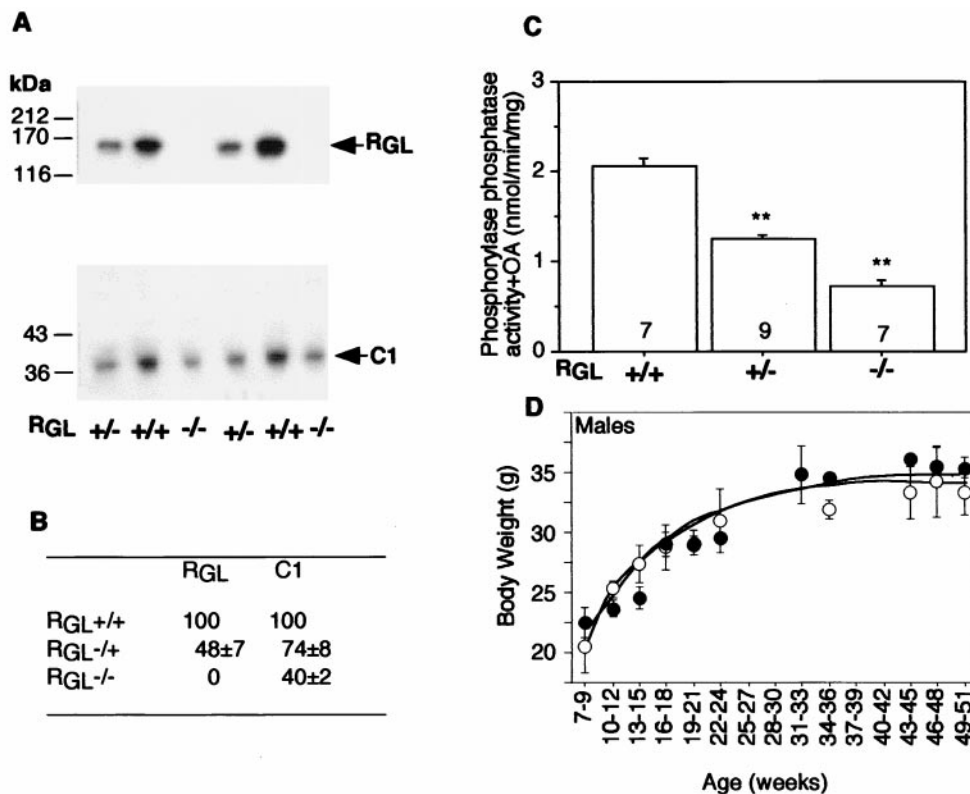 A
kDa
212
170
116
RGL
43
36
C1
RGL +/- +/+ -/- +/- +/+ -/-
B
RGL C1
RGL+/+ 100 100
RGL-/+ 48±7 74±8
RGL-/- 0 40±2
C
Phosphorylase phosphatase
activity+OA (nmol/min/mg)
3
2
1
0
**
**
7 9 7
RGL +/+ +/- -/-
D
Males
Body Weight (g)
35
30
25
20
7-9
10-12
13-15
16-18
19-21
22-24
25-27
28-30
31-33
34-36
37-39
40-42
43-45
46-48
49-51
Age (weeks)